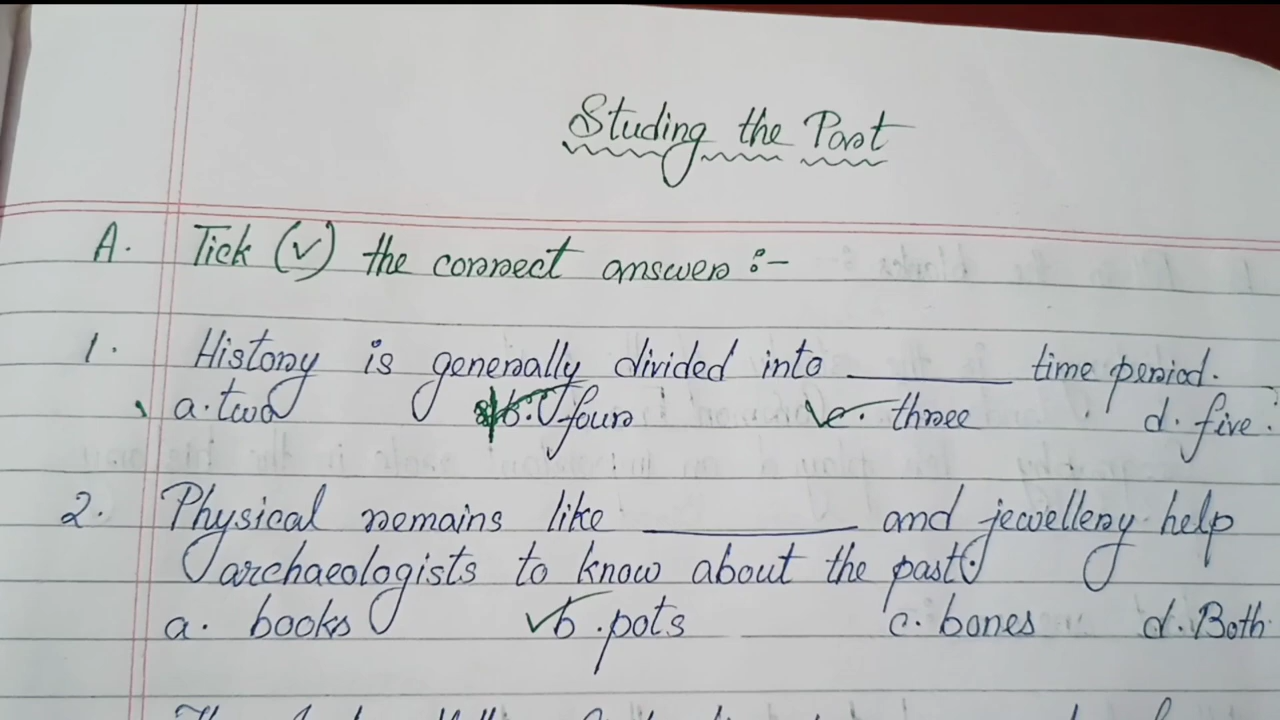 Studing the Past
A. Tick (✓) the correct answer :-
1. History is generally divided into ______ time period.
a. two b. four ✓c. three d. five.
2. Physical remains like ______ and jewellery help
archaeologists to know about the past.
a. books ✓b. pots c. bones d. Both